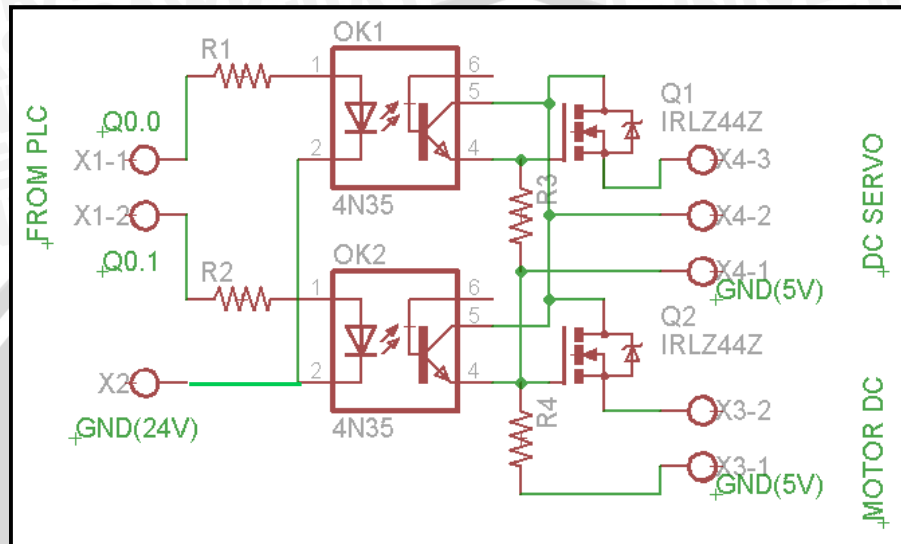 OK1
R1
1
2
6
5
4
4N35
Q1
IRLZ44Z
FROM PLC
Q0.0
X1-1
X1-2
Q0.1
R2
R3
X4-3
X4-2
X4-1
GND(5V)
DC SERVO
OK2
1
2
6
5
4
4N35
Q2
IRLZ44Z
X2
GND(24V)
R4
X3-2
X3-1
GND(5V)
MOTOR DC